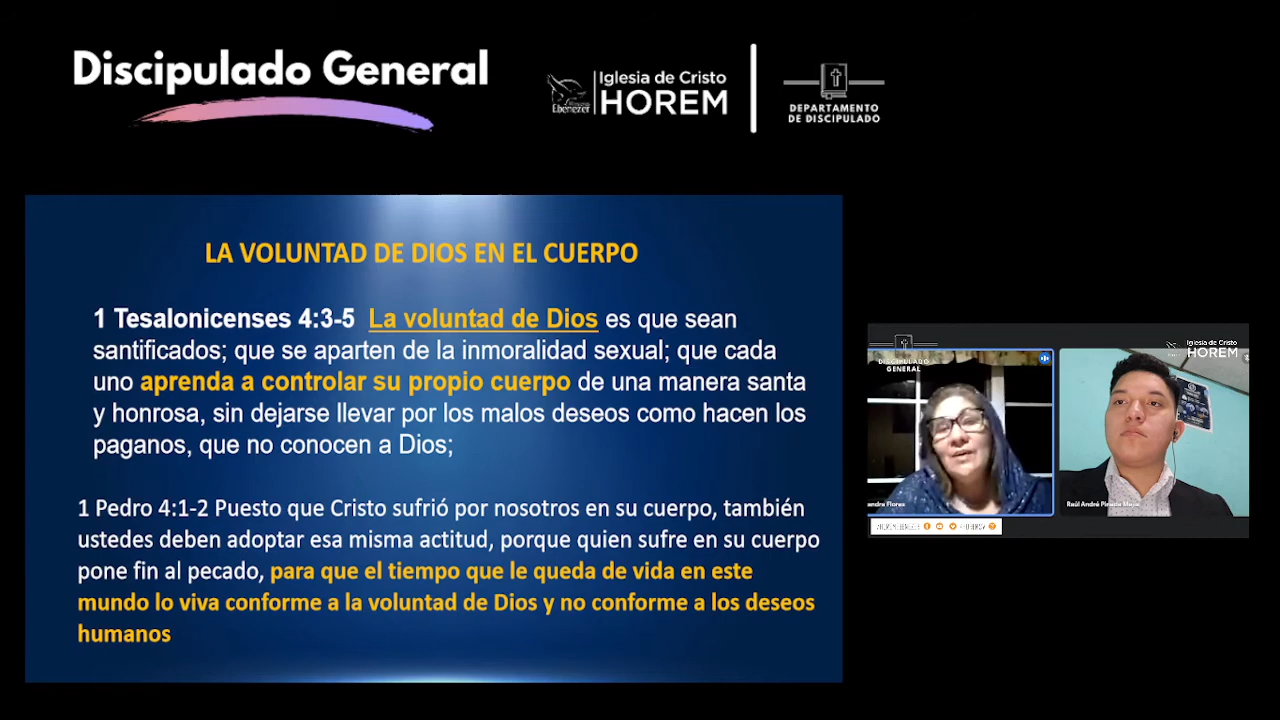 Discipulado General
Ebenezer
Iglesia de Cristo
HOREM
DEPARTAMENTO
DE DISCIPULADO
LA VOLUNTAD DE DIOS EN EL CUERPO
1 Tesalonicenses 4:3-5 La voluntad de Dios es que sean
santificados; que se aparten de la inmoralidad sexual; que cada
uno aprenda a controlar su propio cuerpo de una manera santa
y honrosa, sin dejarse llevar por los malos deseos como hacen los
paganos, que no conocen a Dios;
1 Pedro 4:1-2 Puesto que Cristo sufrió por nosotros en su cuerpo, también
ustedes deben adoptar esa misma actitud, porque quien sufre en su cuerpo
pone fin al pecado, para que el tiempo que le queda de vida en este
mundo lo viva conforme a la voluntad de Dios y no conforme a los deseos
humanos
DISCIPULADO
GENERAL
Iglesia de Cristo
HOREM
Flores
Raúl André